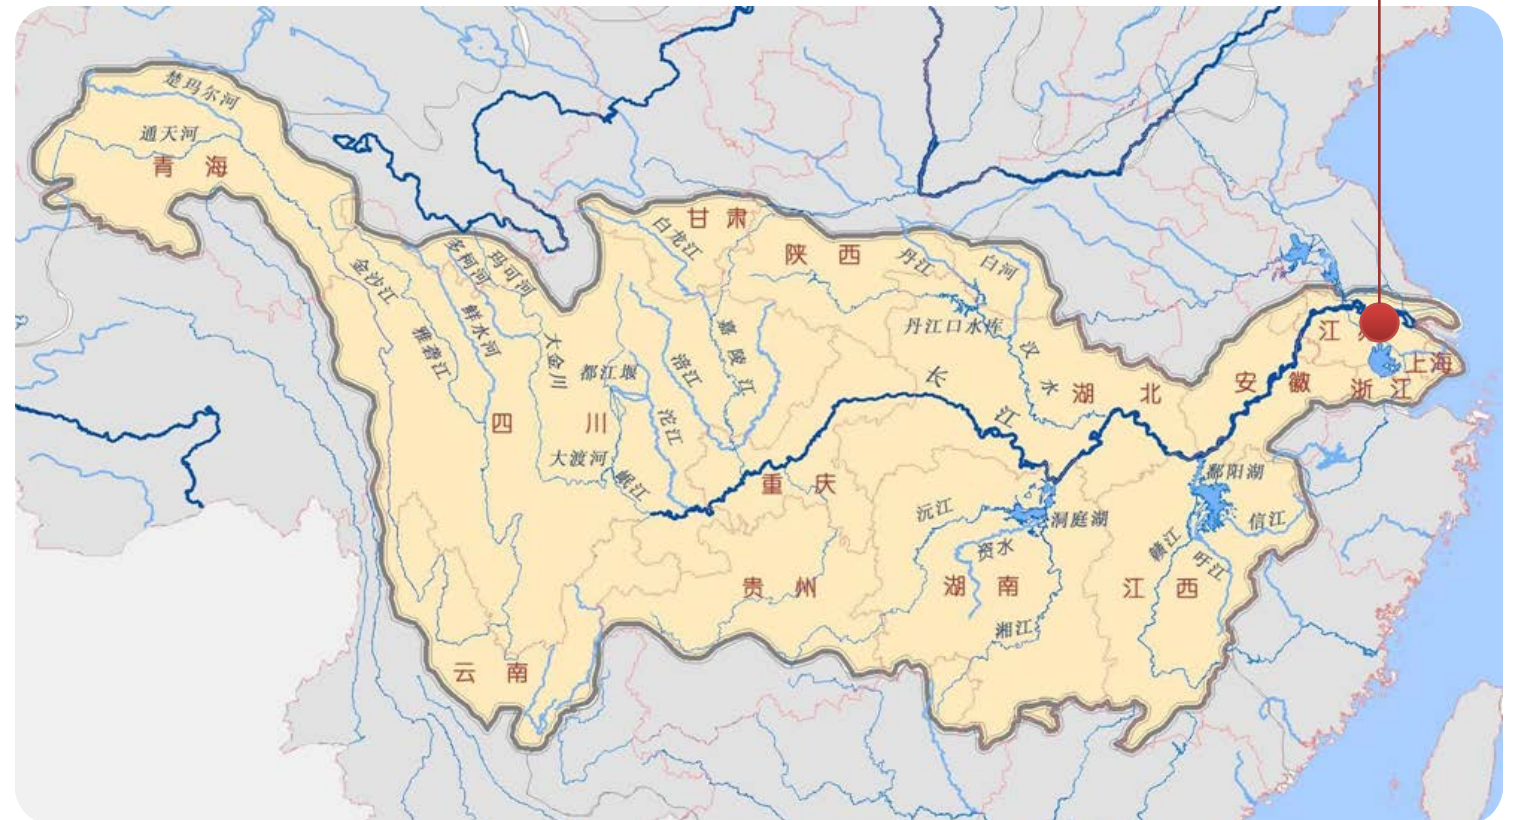 楚玛尔河
通天河
青海
甘肃
白龙江
陕西
丹江
白河
多柯河
玛可河
金沙江
鲜水河
雅砻江
大金川
都江堰
涪江
嘉陵江
丹江口水库
汉水
江
上海
长江
湖北
安徽
浙江
四川
沱江
大渡河
岷江
重庆
鄱阳湖
沅江
洞庭湖
信江
资水
赣江
吁江
贵州
湖南
江西
湘江
云南